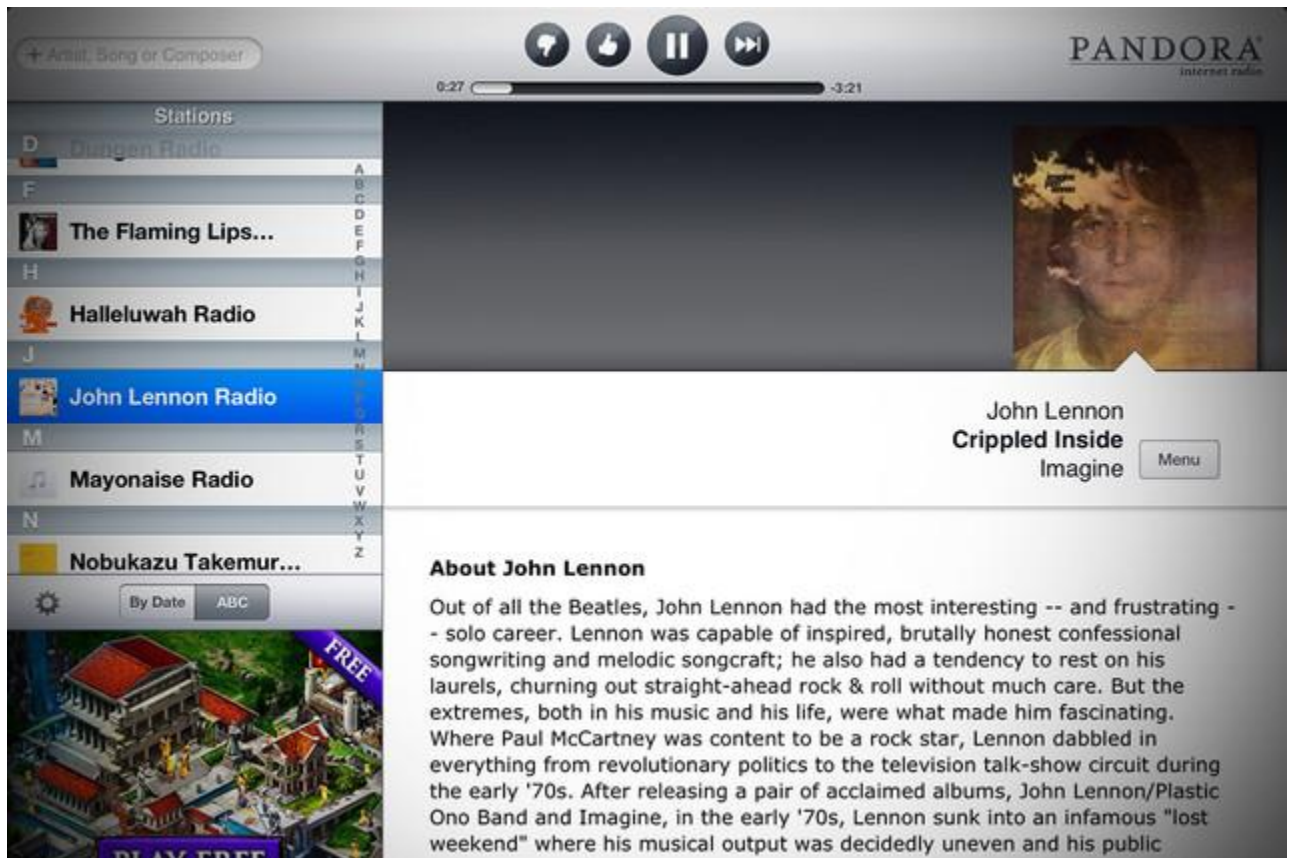 + Artist, Song or Composer
0:27
-3:21
PANDORA
internet radio
Stations
D
Dungen Radio
F
The Flaming Lips...
H
Halleluwah Radio
J
John Lennon Radio
M
Mayonaise Radio
N
Nobukazu Takemur...
A
B
C
D
E
F
G
H
I
J
K
L
M
N
O
P
Q
R
S
T
U
V
W
X
Y
Z
By Date
ABC
FREE
PLAY FREE
John Lennon
Crippled Inside
Imagine
Menu
About John Lennon
Out of all the Beatles, John Lennon had the most interesting -- and frustrating -
- solo career. Lennon was capable of inspired, brutally honest confessional
songwriting and melodic songcraft; he also had a tendency to rest on his
laurels, churning out straight-ahead rock & roll without much care. But the
extremes, both in his music and his life, were what made him fascinating.
Where Paul McCartney was content to be a rock star, Lennon dabbled in
everything from revolutionary politics to the television talk-show circuit during
the early '70s. After releasing a pair of acclaimed albums, John Lennon/Plastic
Ono Band and Imagine, in the early '70s, Lennon sunk into an infamous "lost
weekend" where his musical output was decidedly uneven and his public